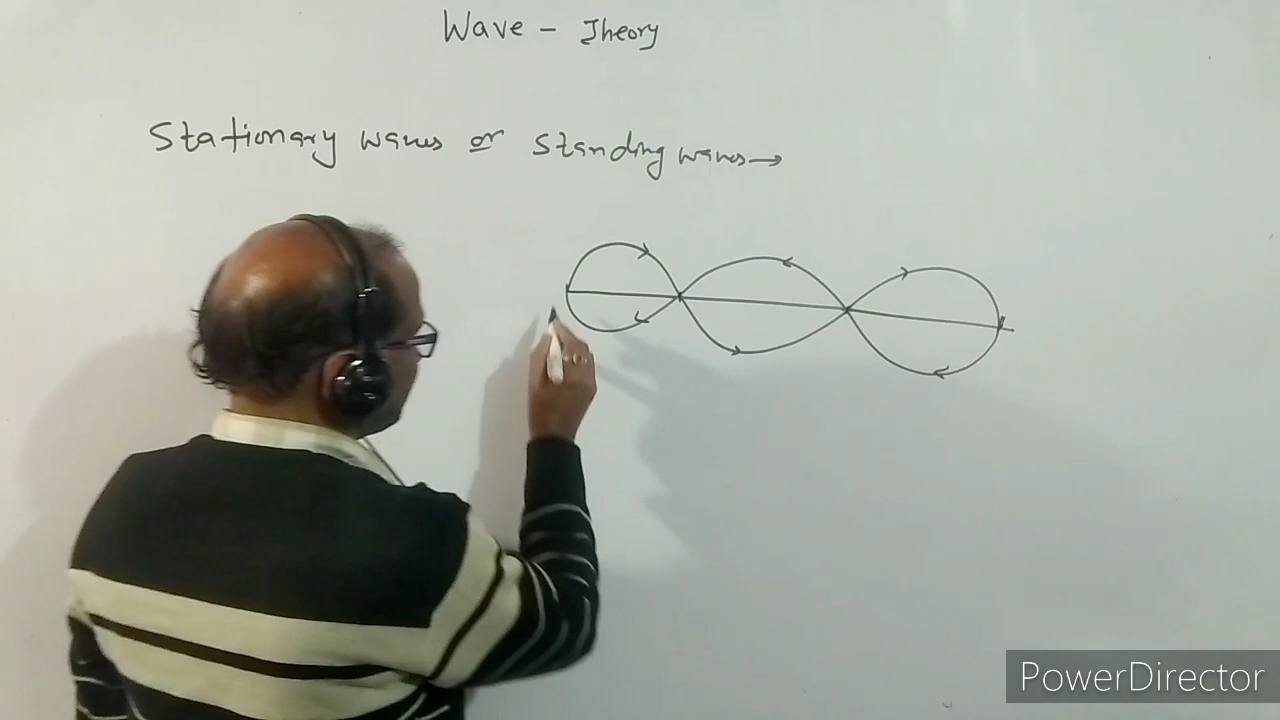 Wave - Theory
Stationary waves or standing waves→
PowerDirector